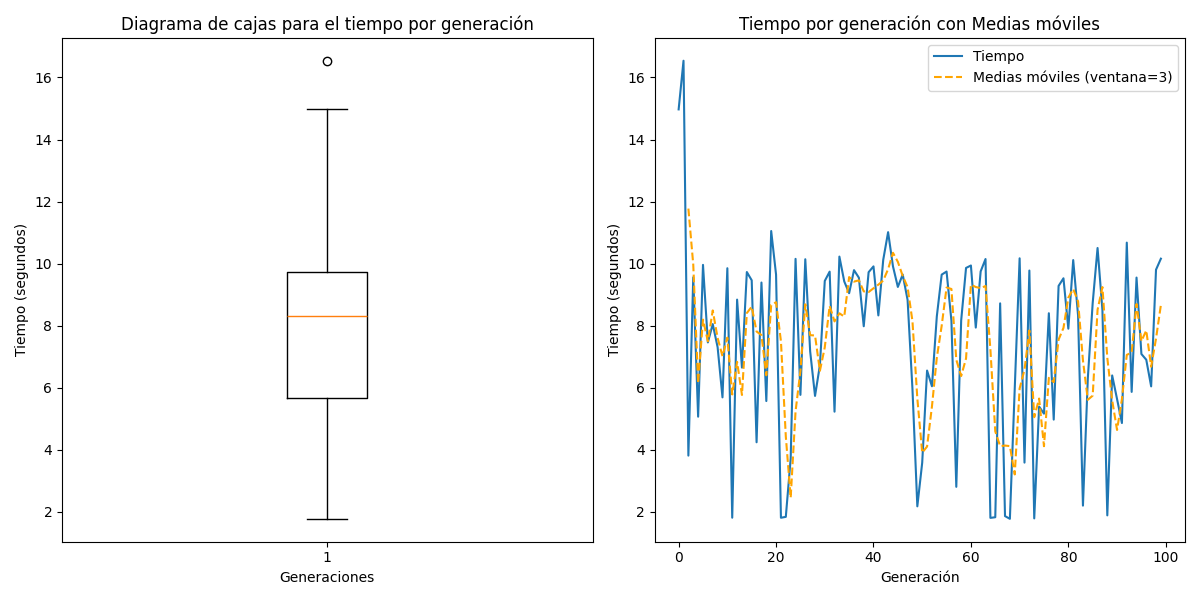 Diagrama de cajas para el tiempo por generación
Tiempo (segundos)
16
14
12
10
8
6
4
2
1
Generaciones
Tiempo por generación con Medias móviles
Tiempo
Medias móviles (ventana=3)
Tiempo (segundos)
16
14
12
10
8
6
4
2
0 20 40 60 80 100
Generación